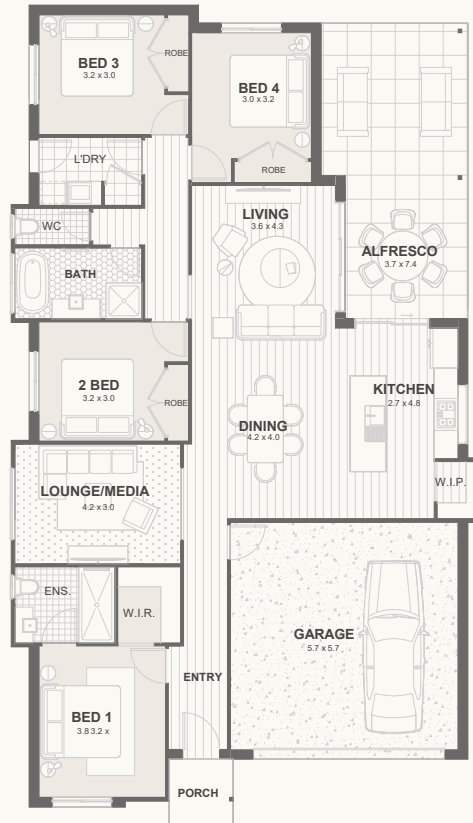 BED 3
3.2 x 3.0
ROBE
BED 4
3.0 x 3.2
ROBE
L'DRY
WC
BATH
LIVING
3.6 x 4.3
ALFRESCO
3.7 x 7.4
2 BED
3.2 x 3.0
ROBE
KITCHEN
2.7 x 4.8
DINING
4.2 x 4.0
W.I.P.
LOUNGE/MEDIA
4.2 x 3.0
ENS.
W.I.R.
GARAGE
5.7 x 5.7
ENTRY
BED 1
3.8 3.2 x
PORCH